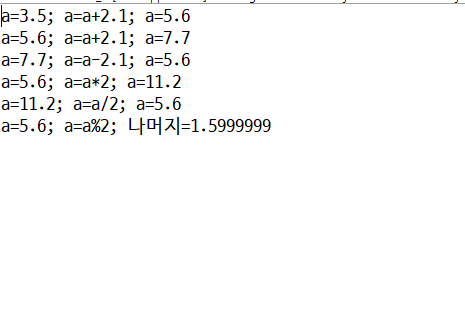 a=3.5; a=a+2.1; a=5.6
a=5.6; a=a+2.1; a=7.7
a=7.7; a=a-2.1; a=5.6
a=5.6; a=a*2; a=11.2
a=11.2; a=a/2; a=5.6
a=5.6; a=a%2; 나머지=1.5999999